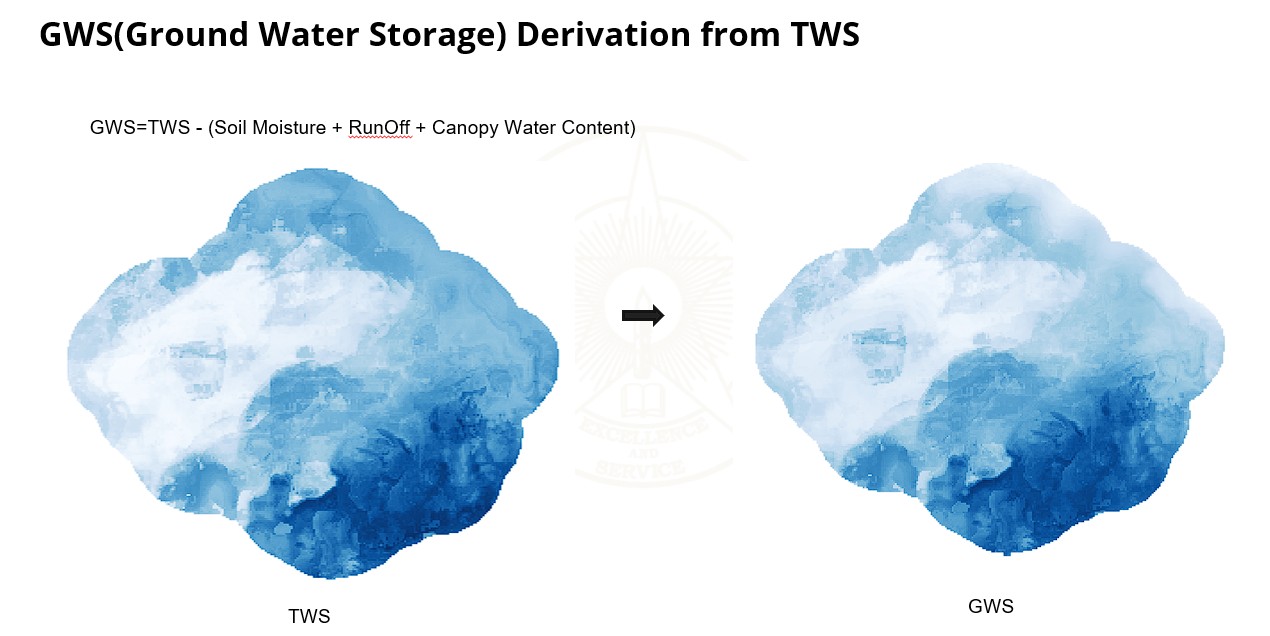 GWS(Ground Water Storage) Derivation from TWS
GWS=TWS - (Soil Moisture + RunOff + Canopy Water Content)
EXCELLENCE
AND
SERVICE
TWS
GWS